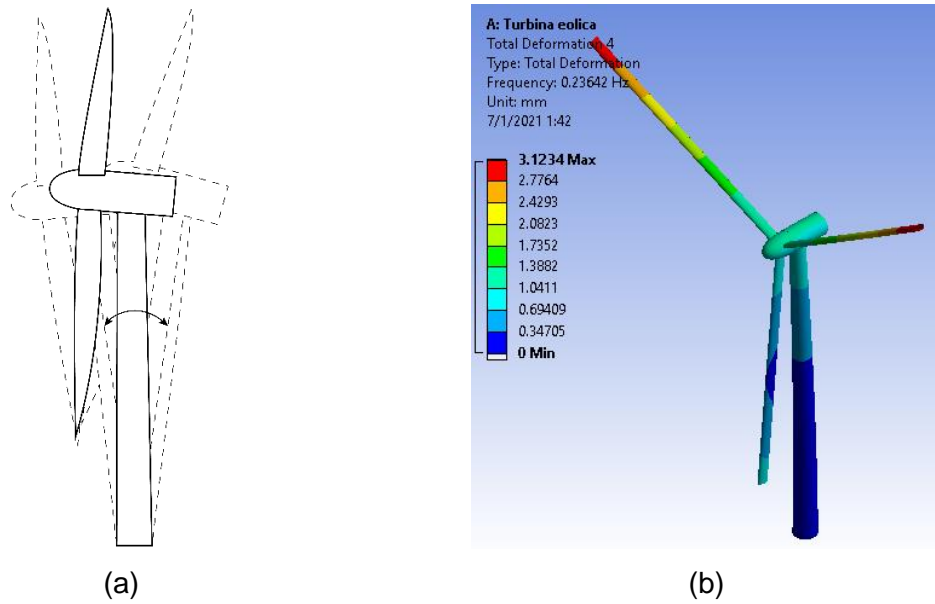 A: Turbina eolica
Total Deformation 4
Type: Total Deformation
Frequency: 0.23642 Hz
Unit: mm
7/1/2021 1:42
3.1234 Max
2.7764
2.4293
2.0823
1.7352
1.3882
1.0411
0.69409
0.34705
0 Min
(a)
(b)